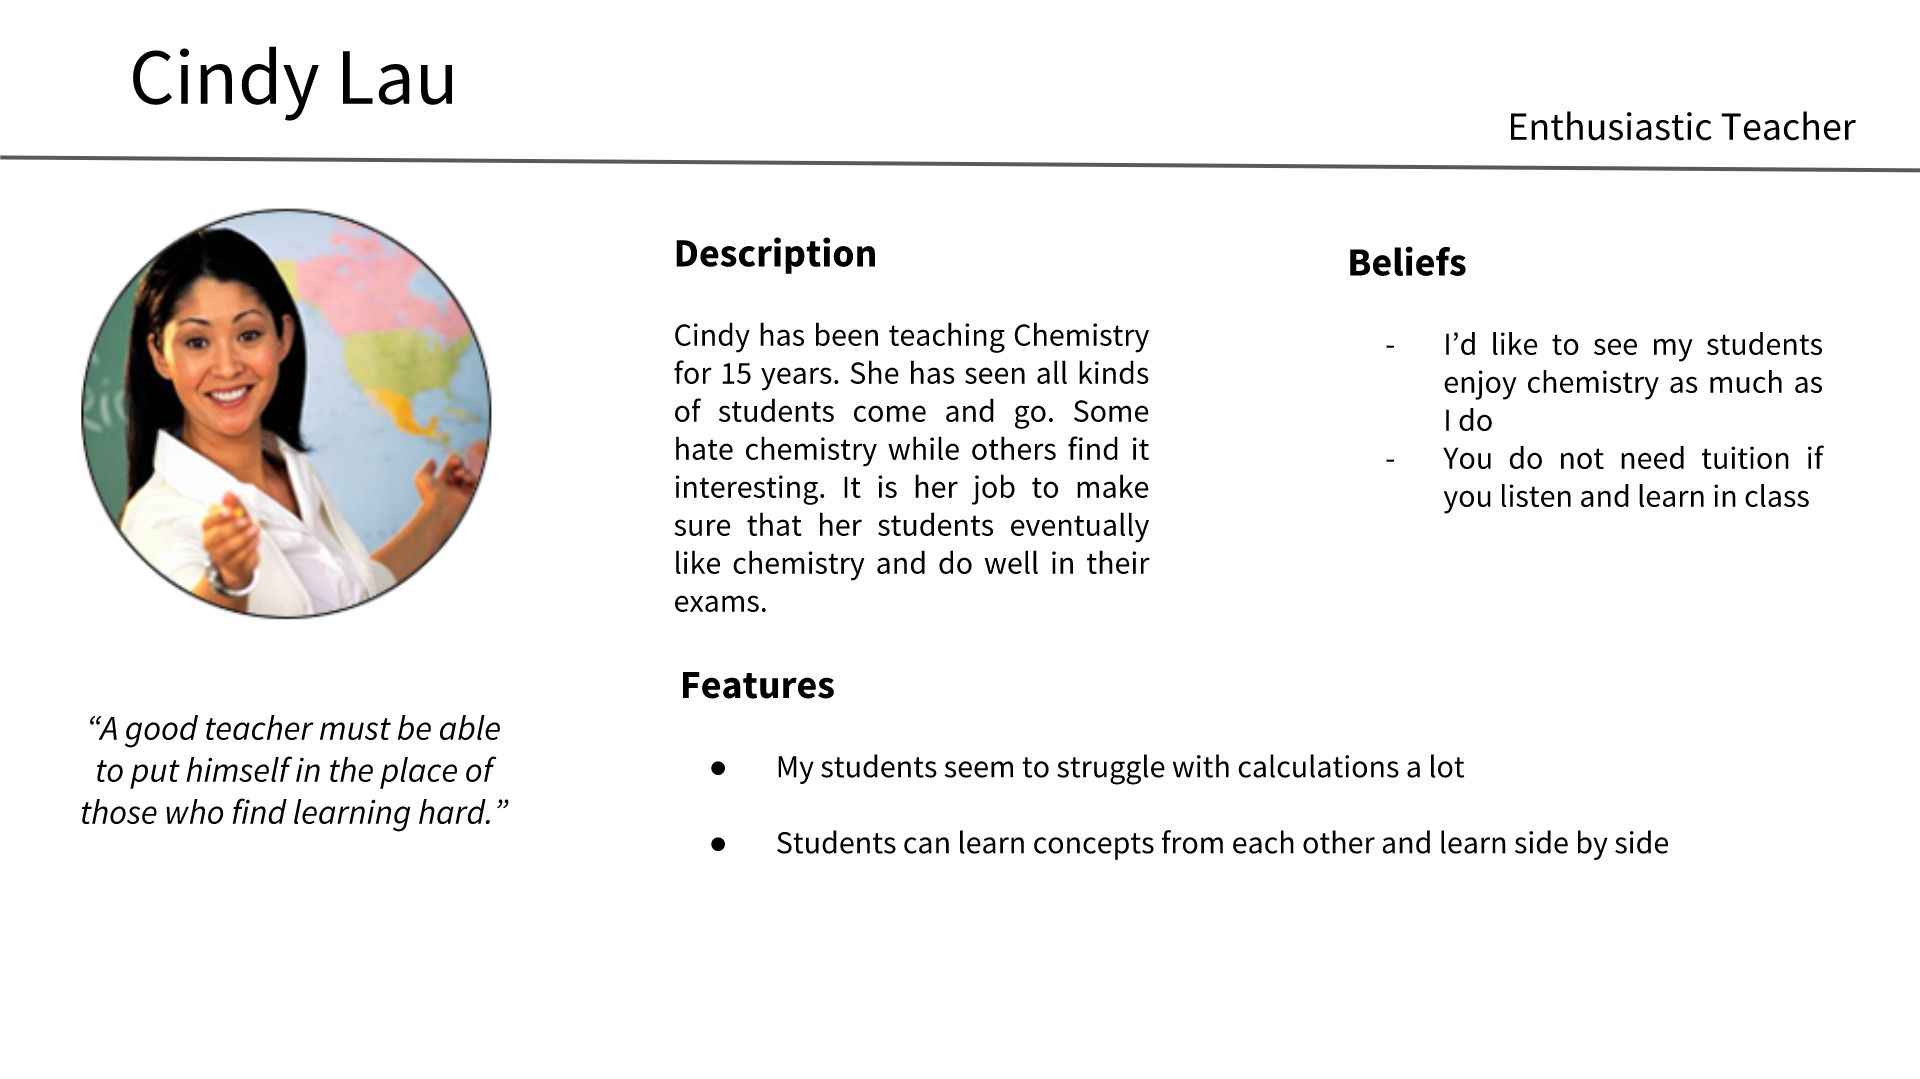 Cindy Lau
Enthusiastic Teacher
Description
Cindy has been teaching Chemistry
for 15 years. She has seen all kinds
of students come and go. Some
hate chemistry while others find it
interesting. It is her job to make
sure that her students eventually
like chemistry and do well in their
exams.
Beliefs
- I’d like to see my students
enjoy chemistry as much as
I do
- You do not need tuition if
you listen and learn in class
“A good teacher must be able
to put himself in the place of
those who find learning hard.”
Features
● My students seem to struggle with calculations a lot
● Students can learn concepts from each other and learn side by side